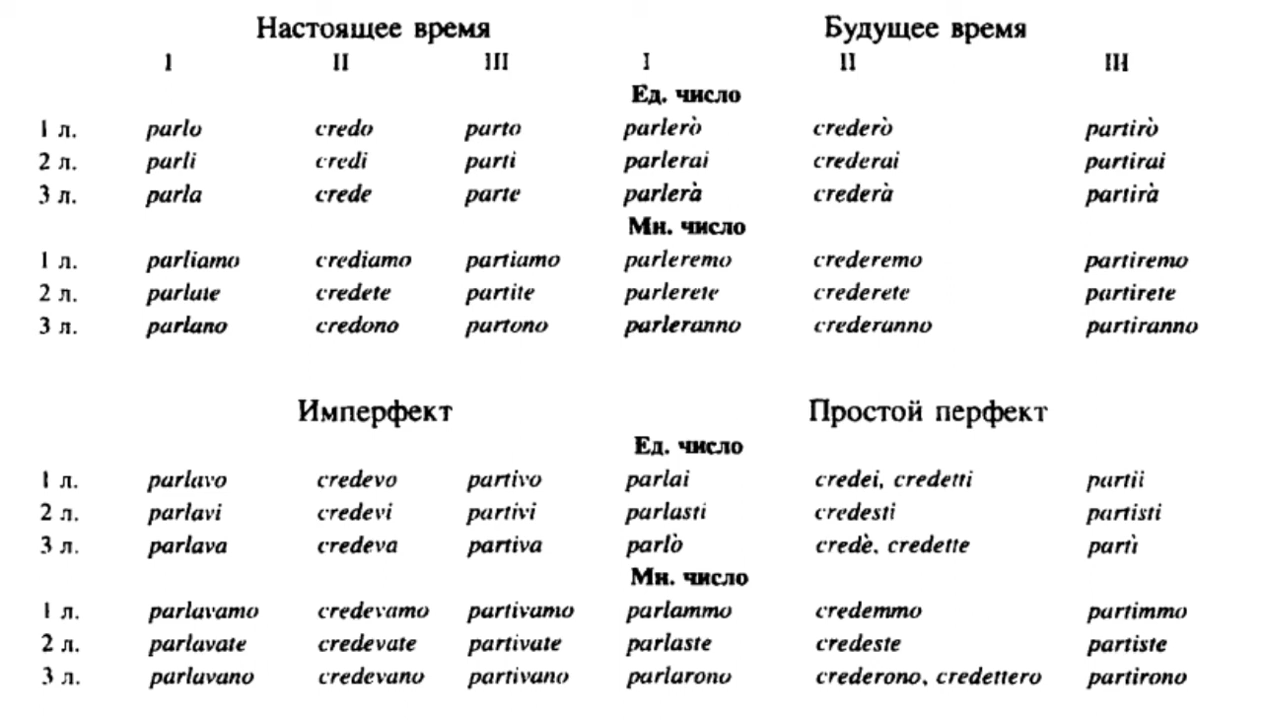 Настоящее время Будущее время
I II III I II III
Ед. число
1 л. parlo credo parto parlerò crederò partirò
2 л. parli credi parti parlerai crederai partirai
3 л. parla crede parte parlerà crederà partirà
Мн. число
1 л. parliamo crediamo partiamo parleremo crederemo partiremo
2 л. parlate credete partite parlerete crederete partirete
3 л. parlano credono partono parleranno crederanno partiranno
Имперфект Простой перфект
Ед. число
1 л. parlavo credevo partivo parlai credei, credetti partii
2 л. parlavi credevi partivi parlasti credesti partisti
3 л. parlava credeva partiva parlò credè, credette partì
Мн. число
1 л. parlavamo credevamo partivamo parlammo credemmo partimmo
2 л. parlavate credevate partivate parlaste credeste partiste
3 л. parlavano credevano partivano parlarono crederono, credettero partirono